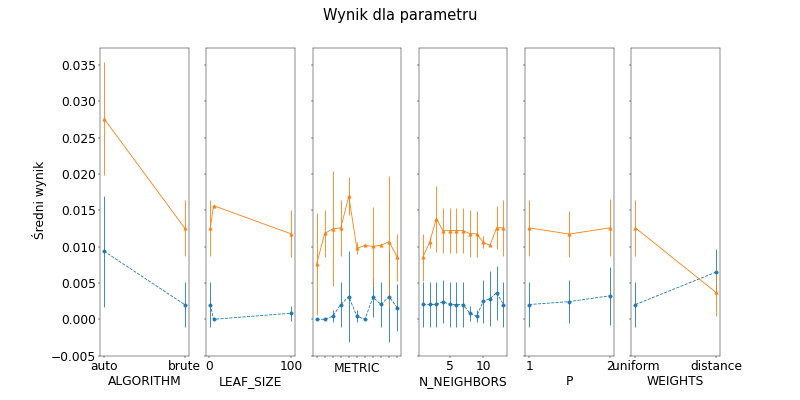 Wynik dla parametru
Średni wynik
0.035
0.030
0.025
0.020
0.015
0.010
0.005
0.000
−0.005
auto brute 0 100 5 10 1 2 uniform distance
ALGORITHM LEAF_SIZE METRIC N_NEIGHBORS P WEIGHTS